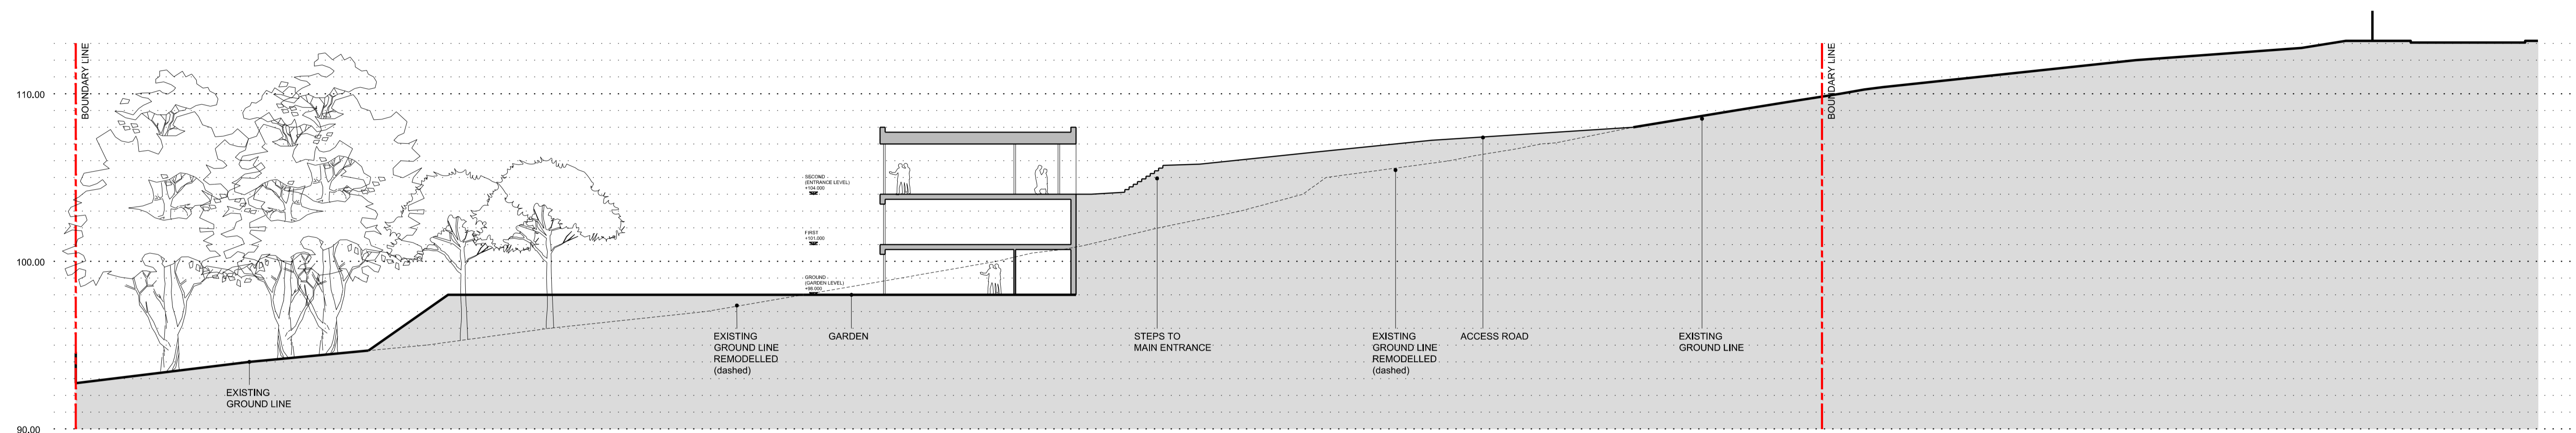 BOUNDARY LINE
BOUNDARY LINE
110.00
SECOND
(ENTRANCE LEVEL)
+104.000
FIRST
+101.000
100.00
GROUND
(GARDEN LEVEL)
+98.000
EXISTING
GROUND LINE
REMODELLED
(dashed)
GARDEN
STEPS TO
MAIN ENTRANCE
EXISTING
GROUND LINE
REMODELLED
(dashed)
ACCESS ROAD
EXISTING
GROUND LINE
EXISTING
GROUND LINE
90.00